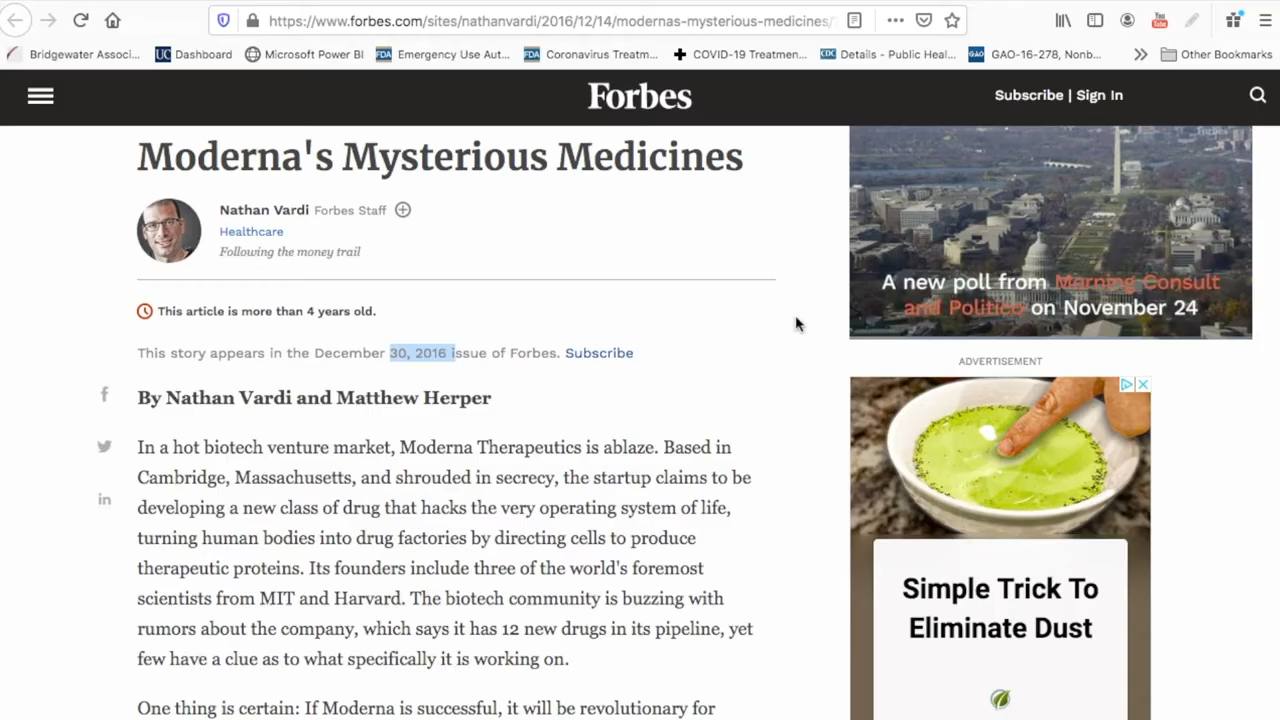 https://www.forbes.com/sites/nathanvardi/2016/12/14/modernas-mysterious-medicines/
Bridgewater Associ...
UC Dashboard
Microsoft Power BI
FDA Emergency Use Aut...
FDA Coronavirus Treatm...
COVID-19 Treatmen...
CDC Details - Public Heal...
GAO GAO-16-278, Nonb...
Other Bookmarks
Forbes
Subscribe | Sign In
Moderna's Mysterious Medicines
Nathan Vardi Forbes Staff
Healthcare
Following the money trail
This article is more than 4 years old.
This story appears in the December 30, 2016 issue of Forbes. Subscribe
By Nathan Vardi and Matthew Herper
In a hot biotech venture market, Moderna Therapeutics is ablaze. Based in
Cambridge, Massachusetts, and shrouded in secrecy, the startup claims to be
developing a new class of drug that hacks the very operating system of life,
turning human bodies into drug factories by directing cells to produce
therapeutic proteins. Its founders include three of the world's foremost
scientists from MIT and Harvard. The biotech community is buzzing with
rumors about the company, which says it has 12 new drugs in its pipeline, yet
few have a clue as to what specifically it is working on.
One thing is certain: If Moderna is successful, it will be revolutionary for
Forbes
A new poll from Morning Consult
and Politico on November 24
ADVERTISEMENT
Simple Trick To
Eliminate Dust